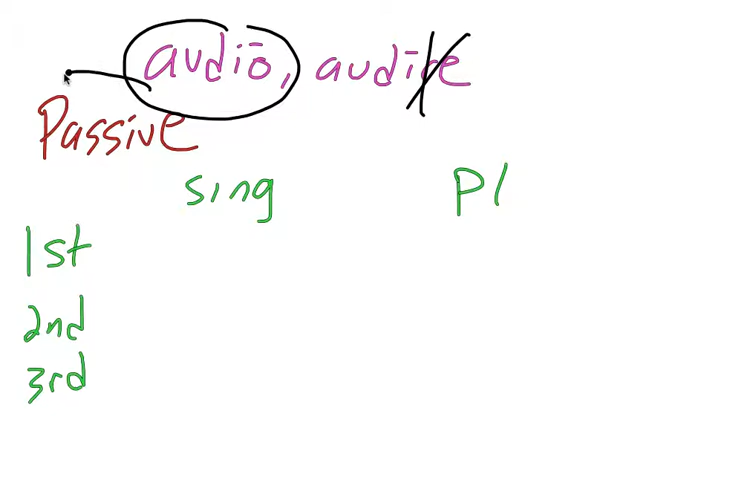 audiō, audire
Passive
sing pl
1st
2nd
3rd